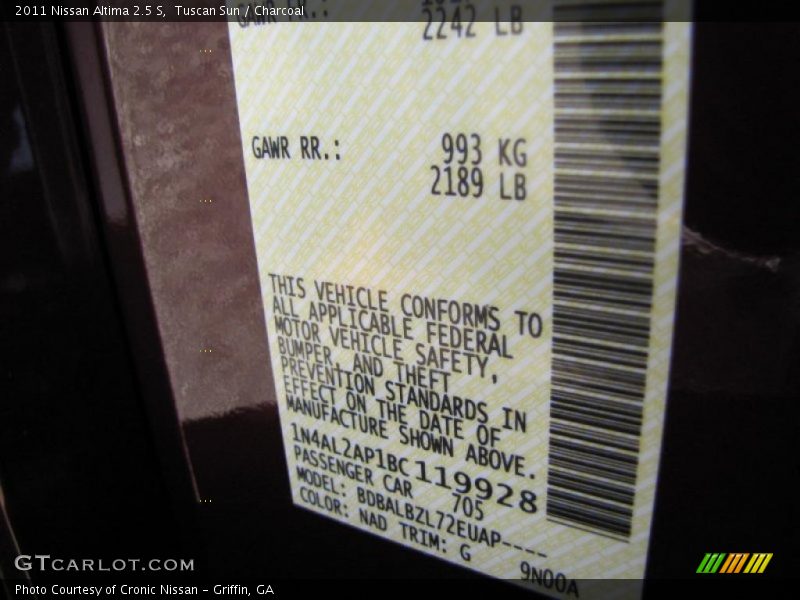 2011 Nissan Altima 2.5 S, Tuscan Sun / Charcoal
2242 LB
GAWR RR.: 993 KG
2189 LB
THIS VEHICLE CONFORMS TO
ALL APPLICABLE FEDERAL
MOTOR VEHICLE SAFETY,
BUMPER, AND THEFT
PREVENTION STANDARDS IN
EFFECT ON THE DATE OF
MANUFACTURE SHOWN ABOVE.
1N4AL2AP1BC119928
PASSENGER CAR 705
MODEL: BDBALBZL72EUAP----
COLOR: NAD TRIM: G
9N00A
GTCARLOT.COM
Photo Courtesy of Cronic Nissan - Griffin, GA